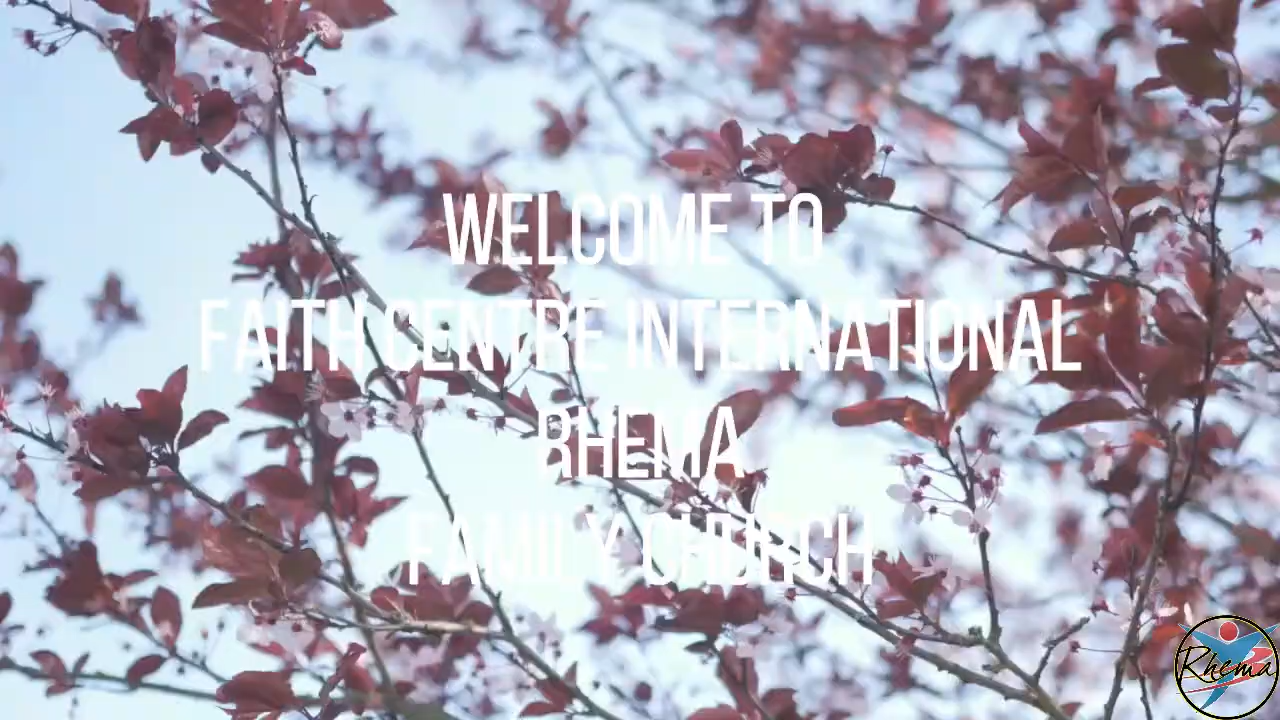 WELCOME TO
FAITH CENTRE INTERNATIONAL
RHEMA
FAMILY CHURCH
Rhema